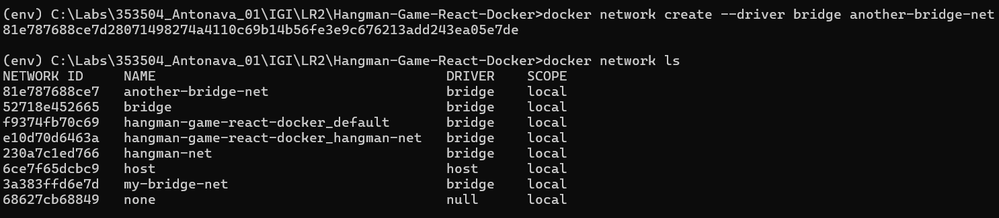 (env) C:\Labs\353504_Antonava_01\IGI\LR2\Hangman-Game-React-Docker>docker network create --driver bridge another-bridge-net
81e787688ce7d28071498274a4110c69b14b56fe3e9c676213add243ea05e7de
(env) C:\Labs\353504_Antonava_01\IGI\LR2\Hangman-Game-React-Docker>docker network ls
NETWORK ID     NAME                                    DRIVER    SCOPE
81e787688ce7   another-bridge-net                      bridge    local
52718e452665   bridge                                  bridge    local
f9374fb70c69   hangman-game-react-docker_default       bridge    local
e10d70d6463a   hangman-game-react-docker_hangman-net   bridge    local
230a7c1ed766   hangman-net                             bridge    local
6ce7f65dcbc9   host                                    host      local
3a383ffd6e7d   my-bridge-net                           bridge    local
68627cb68849   none                                    null      local